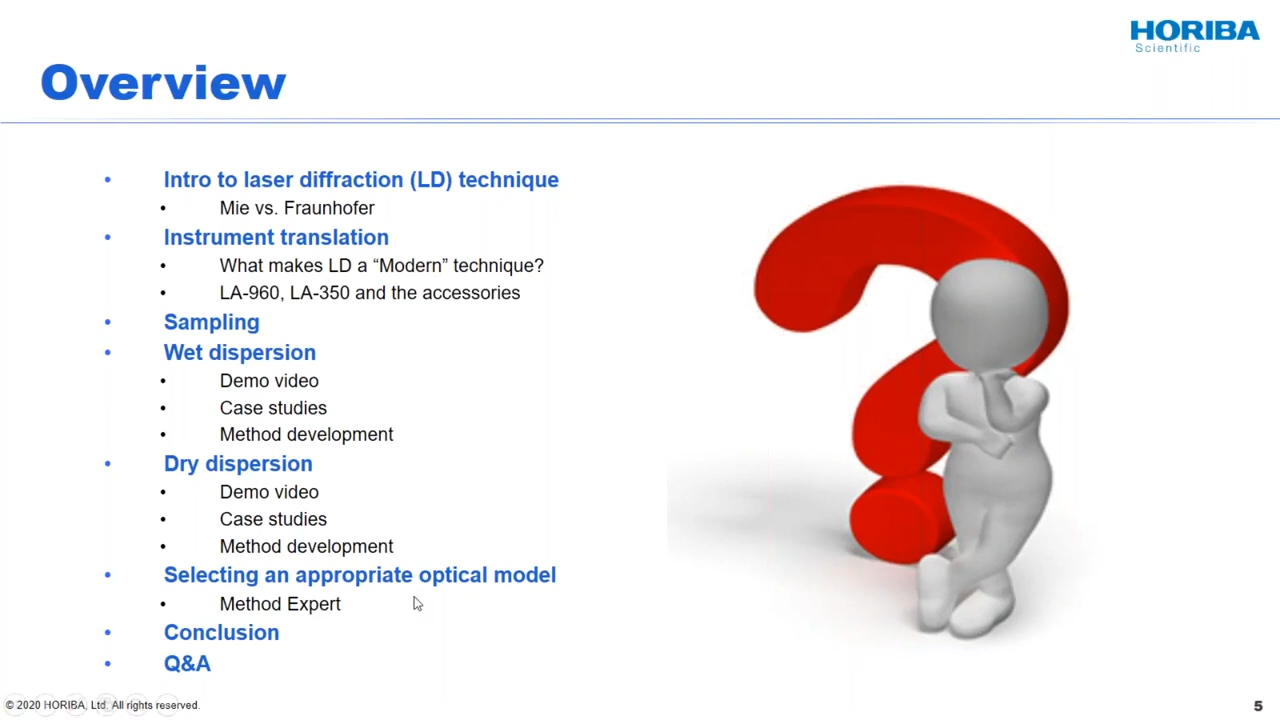 HORIBA
Scientific
Overview
• Intro to laser diffraction (LD) technique
• Mie vs. Fraunhofer
• Instrument translation
• What makes LD a “Modern” technique?
• LA-960, LA-350 and the accessories
• Sampling
• Wet dispersion
• Demo video
• Case studies
• Method development
• Dry dispersion
• Demo video
• Case studies
• Method development
• Selecting an appropriate optical model
• Method Expert
• Conclusion
• Q&A
© 2020 HORIBA, Ltd. All rights reserved.
5